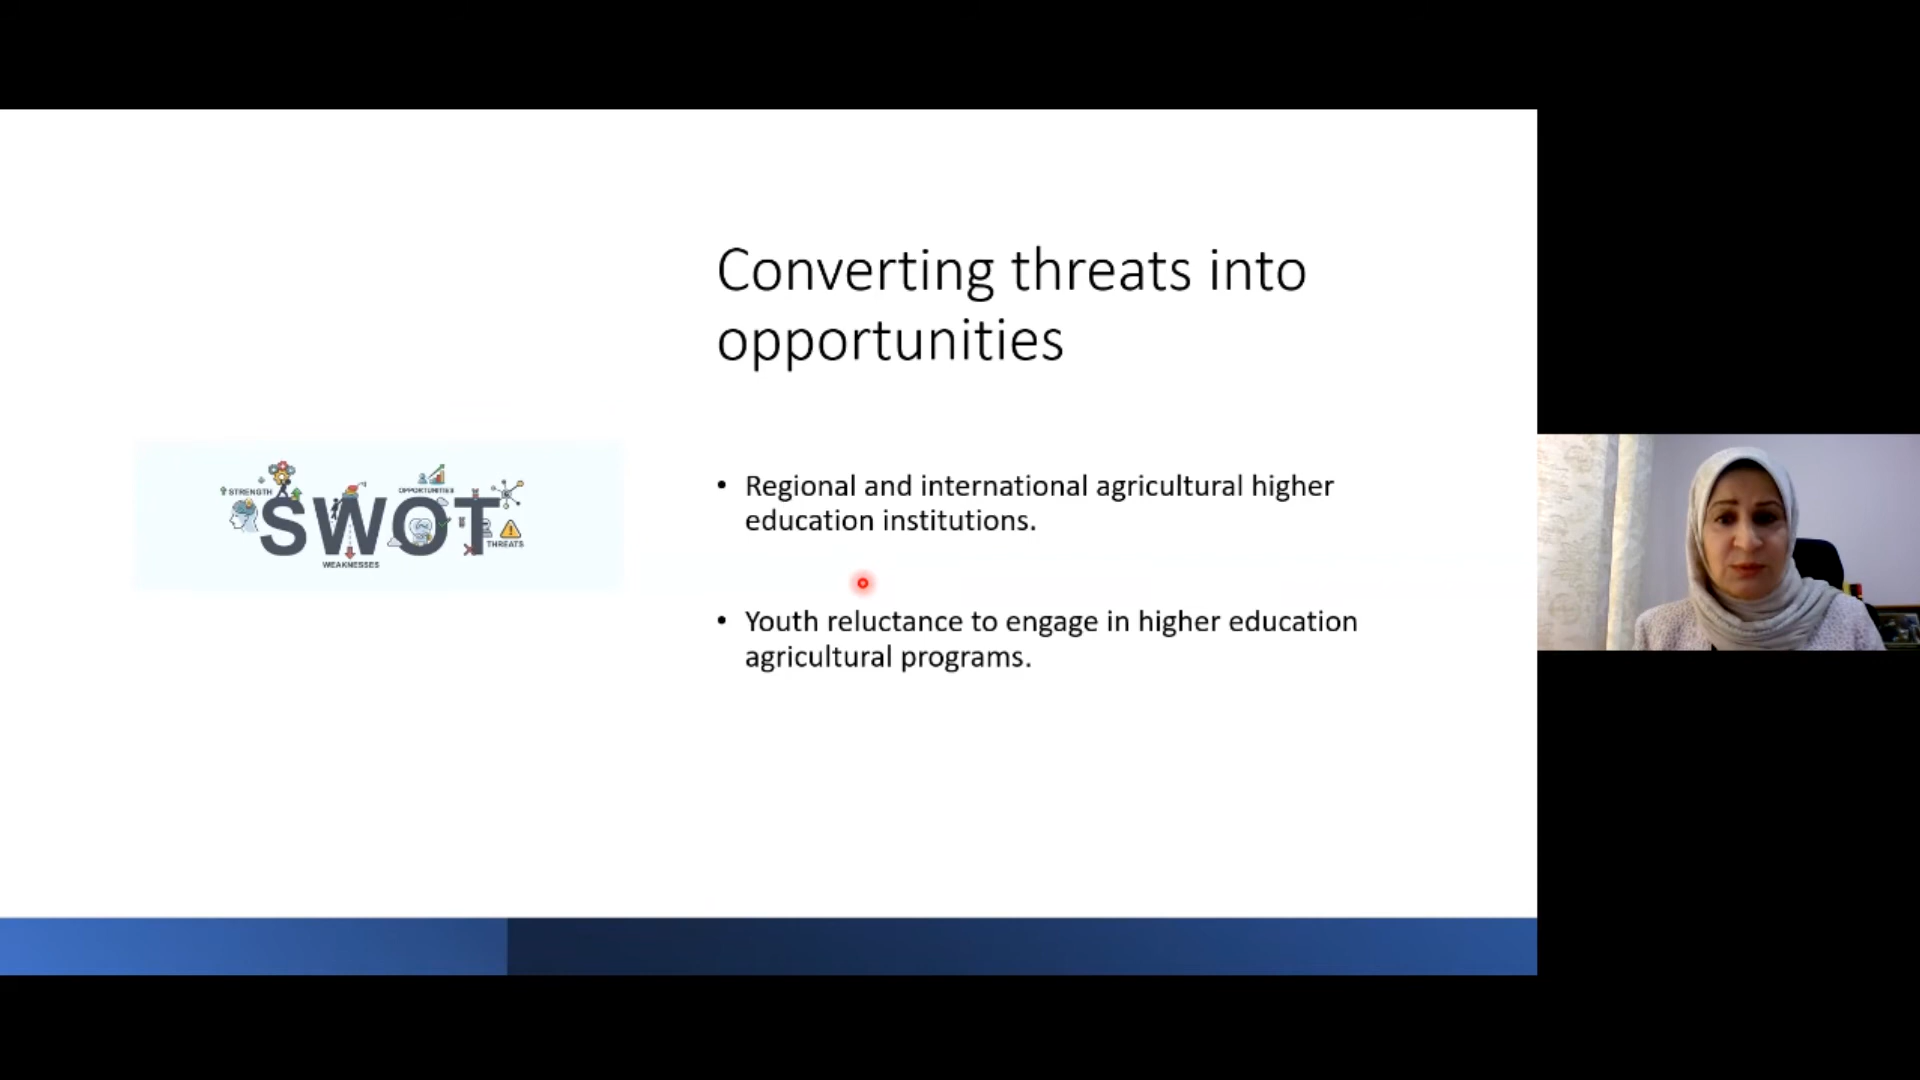 Converting threats into
opportunities
STRENGTH
OPPORTUNITIES
SWOT
THREATS
WEAKNESSES
• Regional and international agricultural higher
education institutions.
• Youth reluctance to engage in higher education
agricultural programs.